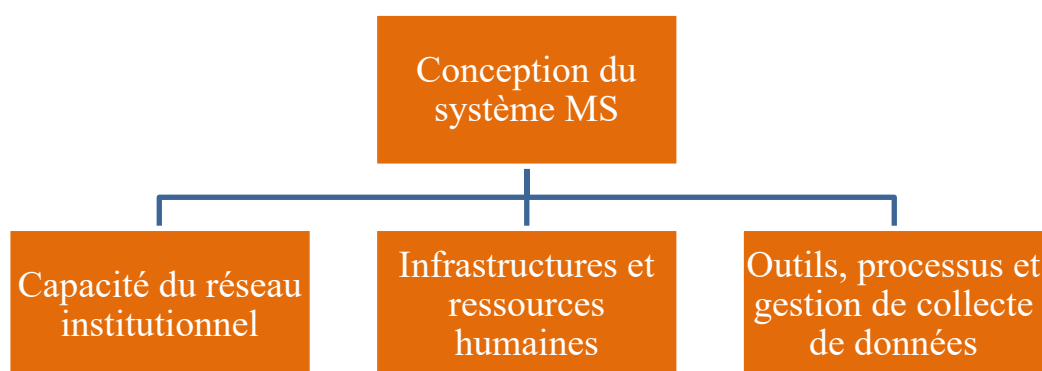 Conception du
système MS
Capacité du réseau
institutionnel
Infrastructures et
ressources
humaines
Outils, processus et
gestion de collecte
de données